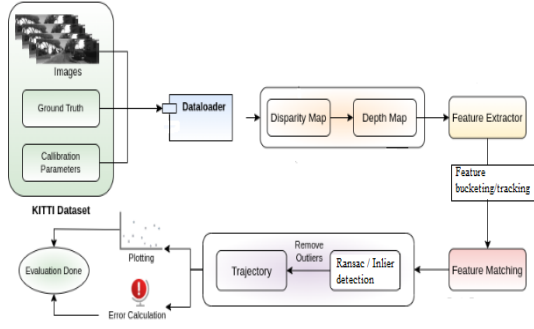 Images
Ground Truth
Callibration
Parameters
KITTI Dataset
Dataloader
Disparity Map
Depth Map
Feature Extractor
Feature
bucketing/tracking
Feature Matching
Ransac / Inlier
detection
Remove
Outliers
Trajectory
Plotting
Error Calculation
Evaluation Done